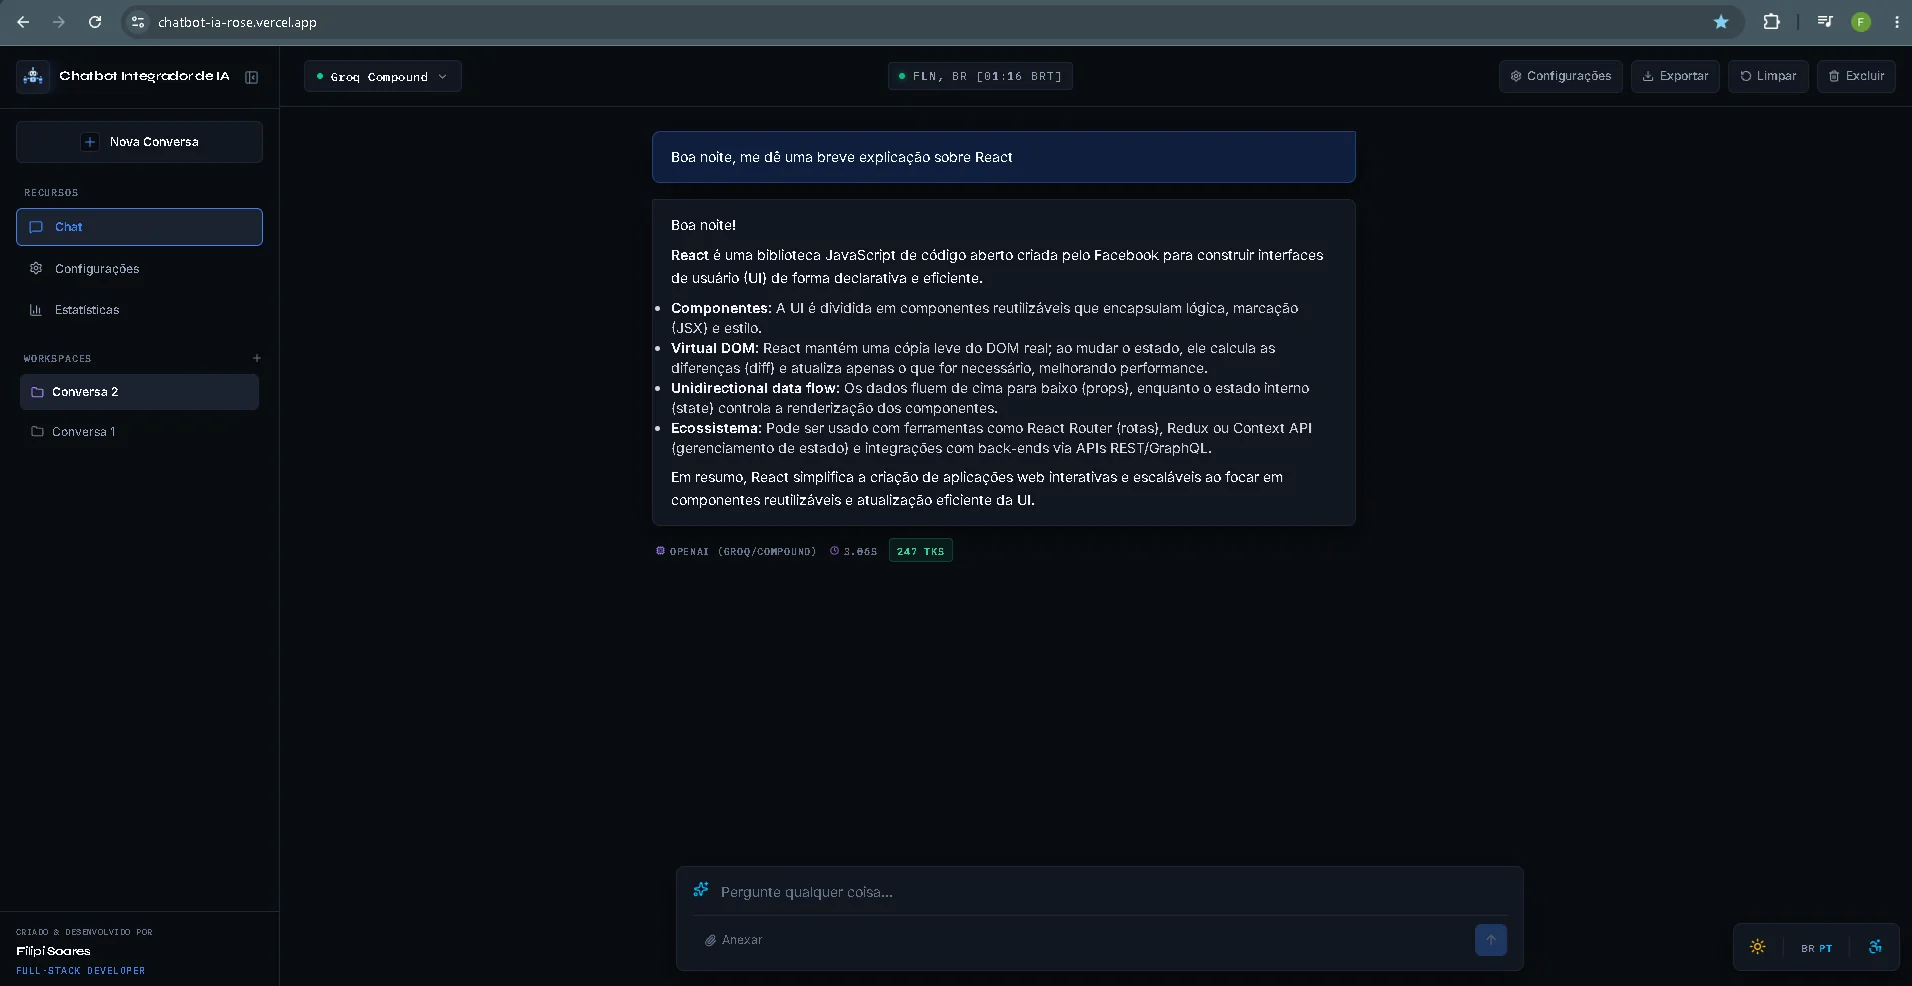 chatbot-ia-rose.vercel.app
F
Chatbot Integrador de IA
Groq Compound
FLN, BR [01:16 BRT]
Configurações
Exportar
Limpar
Excluir
Nova Conversa
RECURSOS
Chat
Configurações
Estatísticas
WORKSPACES
+
Conversa 2
Conversa 1
Boa noite, me dê uma breve explicação sobre React
Boa noite!
React é uma biblioteca JavaScript de código aberto criada pelo Facebook para construir interfaces
de usuário (UI) de forma declarativa e eficiente.
• Componentes: A UI é dividida em componentes reutilizáveis que encapsulam lógica, marcação
(JSX) e estilo.
• Virtual DOM: React mantém uma cópia leve do DOM real; ao mudar o estado, ele calcula as
diferenças (diff) e atualiza apenas o que for necessário, melhorando performance.
• Unidirectional data flow: Os dados fluem de cima para baixo (props), enquanto o estado interno
(state) controla a renderização dos componentes.
• Ecossistema: Pode ser usado com ferramentas como React Router (rotas), Redux ou Context API
(gerenciamento de estado) e integrações com back-ends via APIs REST/GraphQL.
Em resumo, React simplifica a criação de aplicações web interativas e escaláveis ao focar em
componentes reutilizáveis e atualização eficiente da UI.
OPENAI (GROQ/COMPOUND) 3.06S 247 TKS
Pergunte qualquer coisa...
Anexar
CRIADO & DESENVOLVIDO POR
Filipi Soares
FULL-STACK DEVELOPER
BR PT